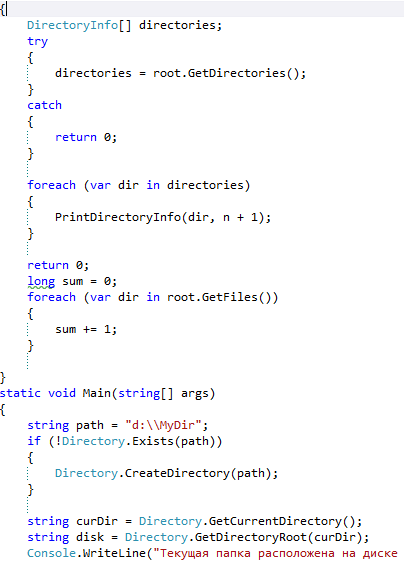 {
DirectoryInfo[] directories;
try
{
directories = root.GetDirectories();
}
catch
{
return 0;
}
foreach (var dir in directories)
{
PrintDirectoryInfo(dir, n + 1);
}
return 0;
long sum = 0;
foreach (var dir in root.GetFiles())
{
sum += 1;
}
}
static void Main(string[] args)
{
string path = "d:\\MyDir";
if (!Directory.Exists(path))
{
Directory.CreateDirectory(path);
}
string curDir = Directory.GetCurrentDirectory();
string disk = Directory.GetDirectoryRoot(curDir);
Console.WriteLine("Текущая папка расположена на диске